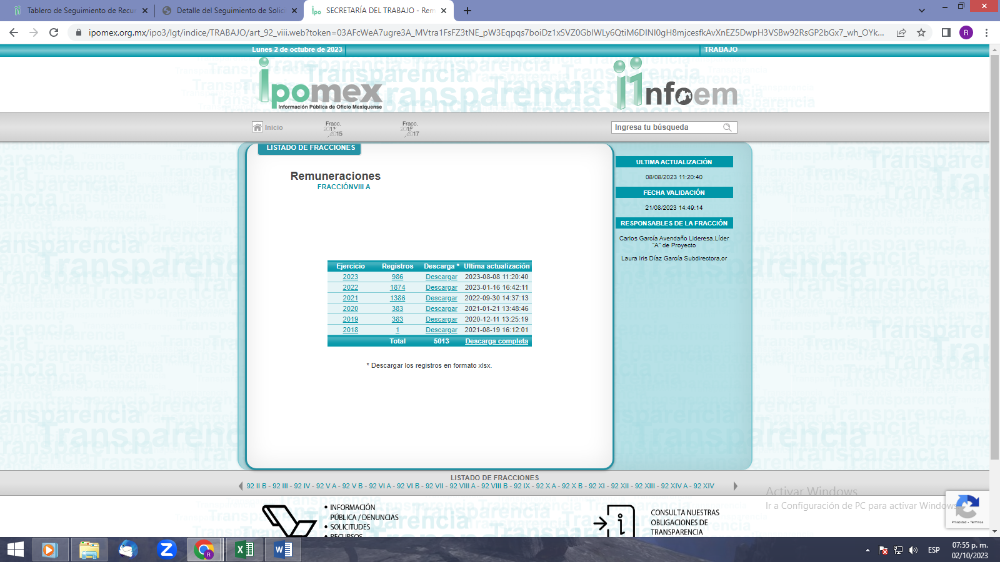 Tablero de Seguimiento de Recu
Detalle del Seguimiento de Solici
SECRETARÍA DEL TRABAJO - Rem
ipomex.org.mx/ipo3/lgt/indice/TRABAJO/art_92_viii.web?token=03AFcWeA7ugre3A_MVtra1FsFZ3tNE_pW3Eqpqs7boiDz1xSVZ0GbIWLy6QtiM6DINI0gH8mjcesfkAvXnEZ5DwpH3VSBw92RsGP2bGx7_wh_OYk...
R
Lunes 2 de octubre de 2023
TRABAJO
ipomex
Información Pública de Oficio Mexiquense
infoem
Inicio
Fracc.
Fracc.
Ingresa tu búsqueda
LISTADO DE FRACCIONES
Remuneraciones
FRACCIÓNVIII A
Ejercicio Registros Descarga * Ultima actualización
2023 986 Descargar 2023-08-08 11:20:40
2022 1874 Descargar 2023-01-16 16:42:11
2021 1386 Descargar 2022-09-30 14:37:13
2020 383 Descargar 2021-01-21 13:48:46
2019 383 Descargar 2020-12-11 13:25:19
2018 1 Descargar 2021-08-19 16:12:01
Total 5013 Descarga completa
* Descargar los registros en formato xlsx.
ULTIMA ACTUALIZACIÓN
08/08/2023 11:20:40
FECHA VALIDACIÓN
21/08/2023 14:49:14
RESPONSABLES DE LA FRACCIÓN
Carlos García Avendaño Lideresa,Líder
"A" de Proyecto
Laura Iris Díaz García Subdirectora,or
LISTADO DE FRACCIONES
92 II B - 92 III - 92 IV - 92 V A - 92 V B - 92 VI A - 92 VI B - 92 VII - 92 VIII A - 92 VIII B - 92 IX - 92 X A - 92 X B - 92 XI - 92 XII - 92 XIII - 92 XIV A - 92 XIV
• INFORMACIÓN
PÚBLICA / DENUNCIAS
• SOLICITUDES
• RECURSOS
CONSULTA NUESTRAS
OBLIGACIONES DE
TRANSPARENCIA
Activar Windows
Ir a Configuración de PC para activar Windows
Privacidad - Términos
ESP
07:55 p. m.
02/10/2023